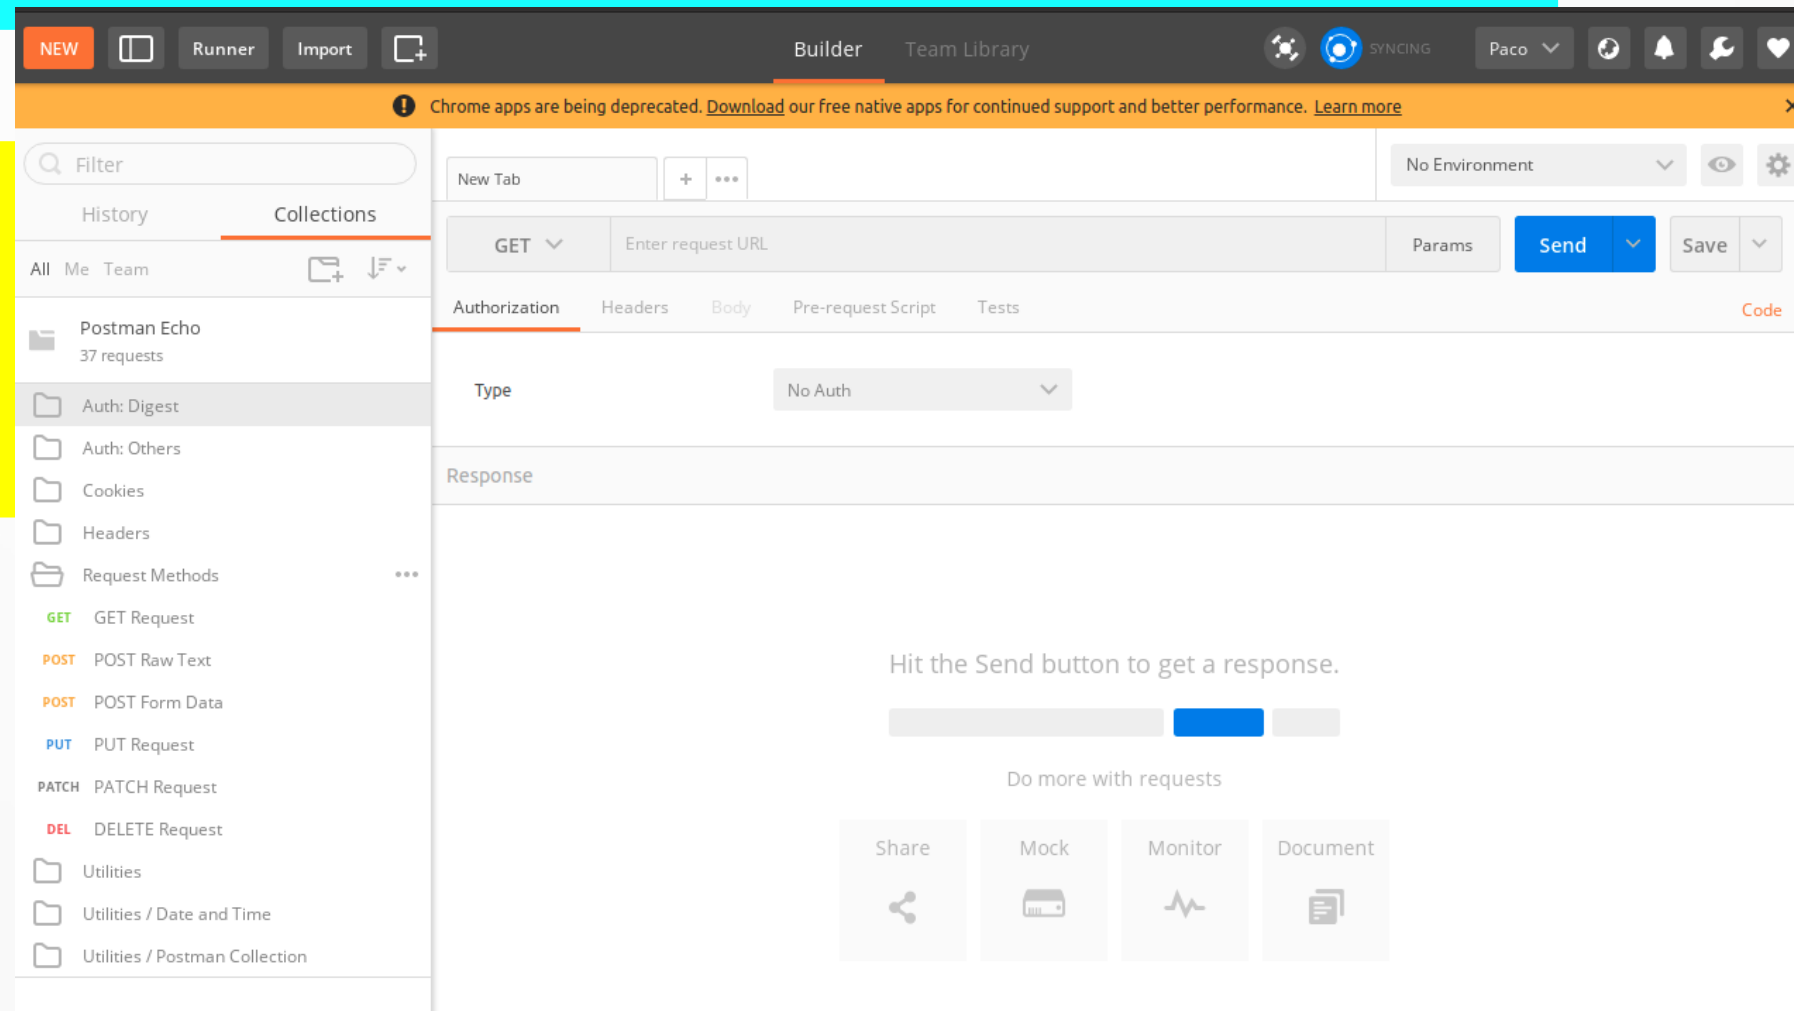 NEW Runner Import Builder Team Library SYNCING Paco
Chrome apps are being deprecated. Download our free native apps for continued support and better performance. Learn more
Filter
History Collections
All Me Team
Postman Echo
37 requests
Auth: Digest
Auth: Others
Cookies
Headers
Request Methods
GET GET Request
POST POST Raw Text
POST POST Form Data
PUT PUT Request
PATCH PATCH Request
DEL DELETE Request
Utilities
Utilities / Date and Time
Utilities / Postman Collection
New Tab
No Environment
GET Enter request URL Params Send Save
Authorization Headers Body Pre-request Script Tests Code
Type No Auth
Response
Hit the Send button to get a response.
Do more with requests
Share Mock Monitor Document